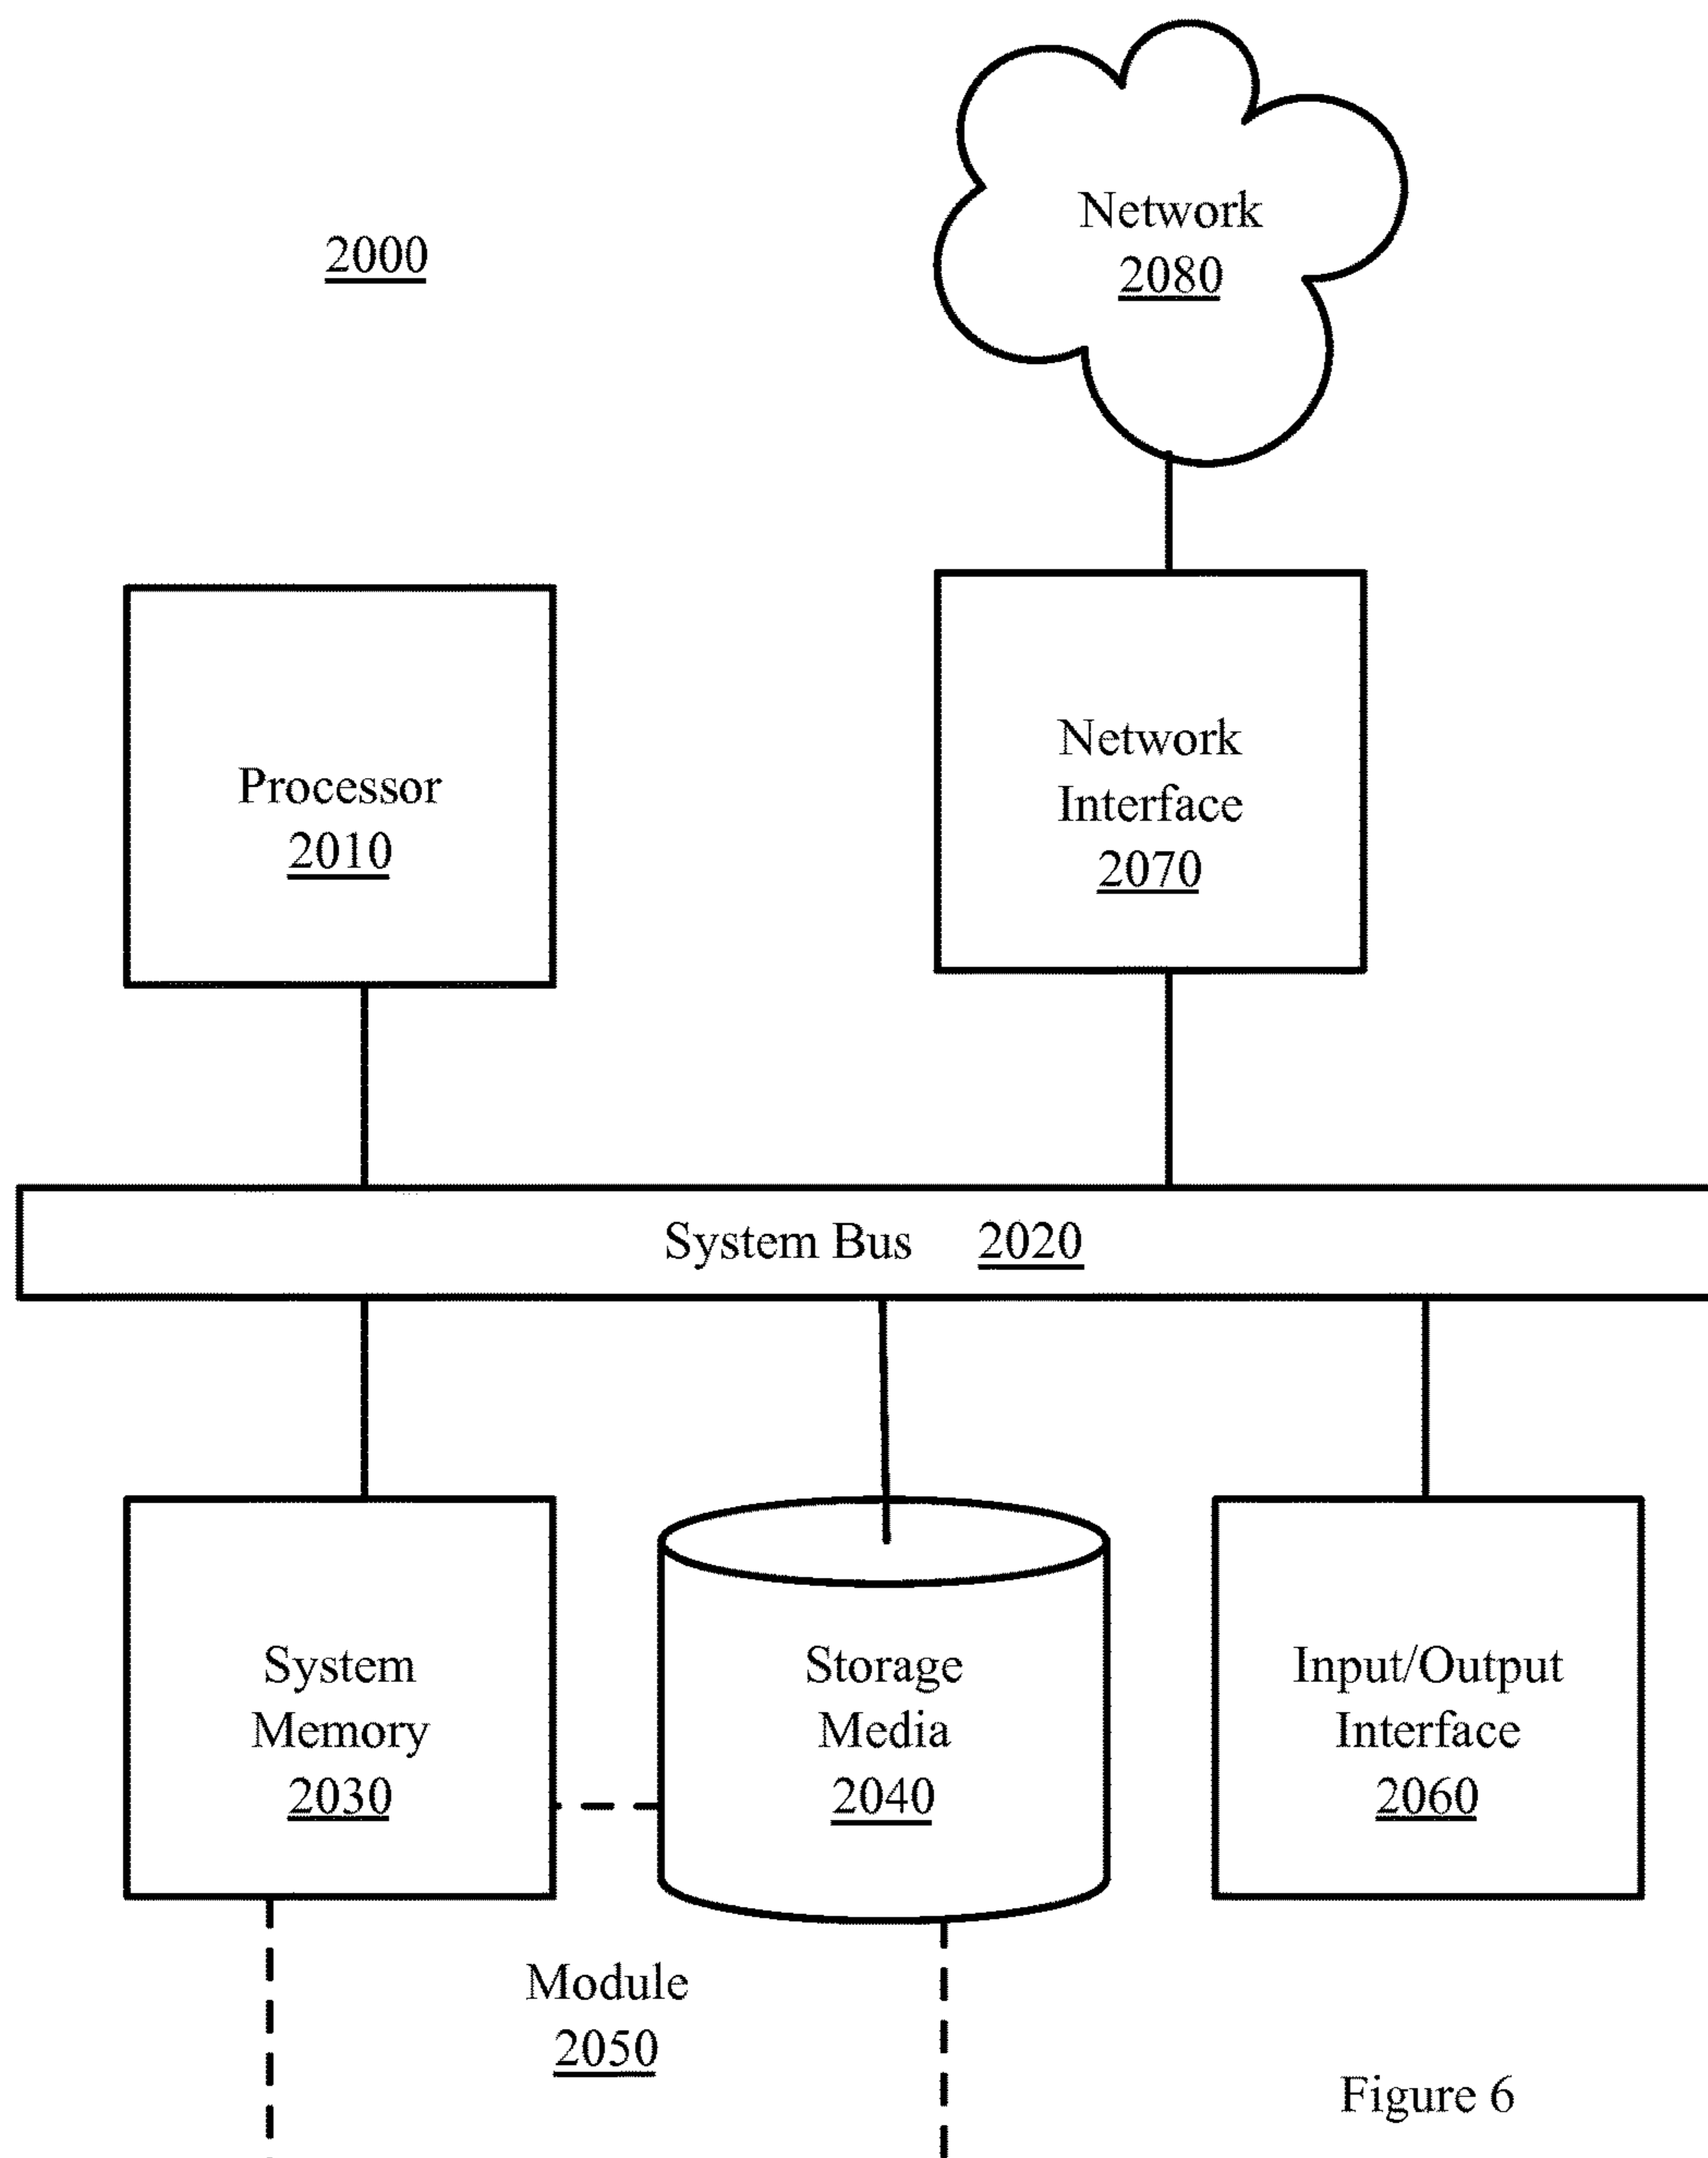 Network
2080
2000
Processor
2010
Network
Interface
2070
System Bus 2020
System
Memory
2030
Storage
Media
2040
Input/Output
Interface
2060
Module
2050
Figure 6